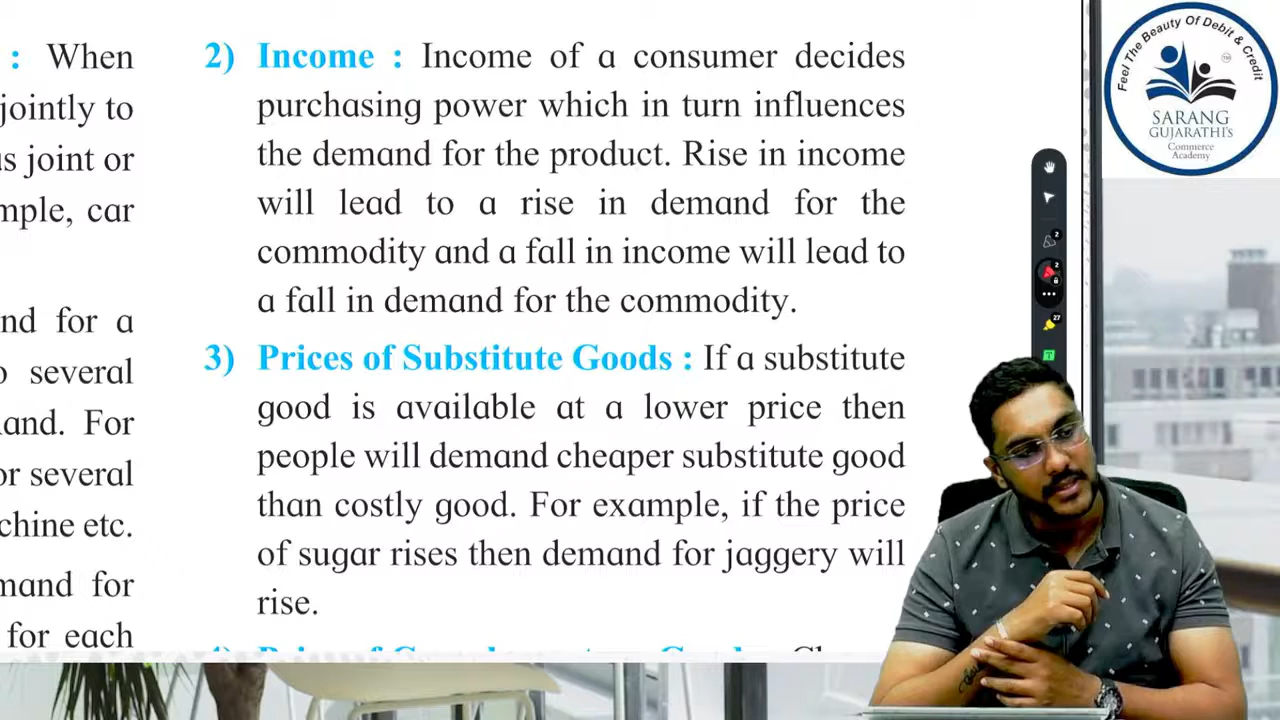 : When
jointly to
as joint or
mple, car
nd for a
o several
and. For
or several
chine etc.
mand for
for each
2) Income : Income of a consumer decides
purchasing power which in turn influences
the demand for the product. Rise in income
will lead to a rise in demand for the
commodity and a fall in income will lead to
a fall in demand for the commodity.
3) Prices of Substitute Goods : If a substitute
good is available at a lower price then
people will demand cheaper substitute good
than costly good. For example, if the price
of sugar rises then demand for jaggery will
rise.
Feel The Beauty Of Debit & Credit
TM
SARANG
GUJARATHI'S
Commerce
Academy
2
2
27
T